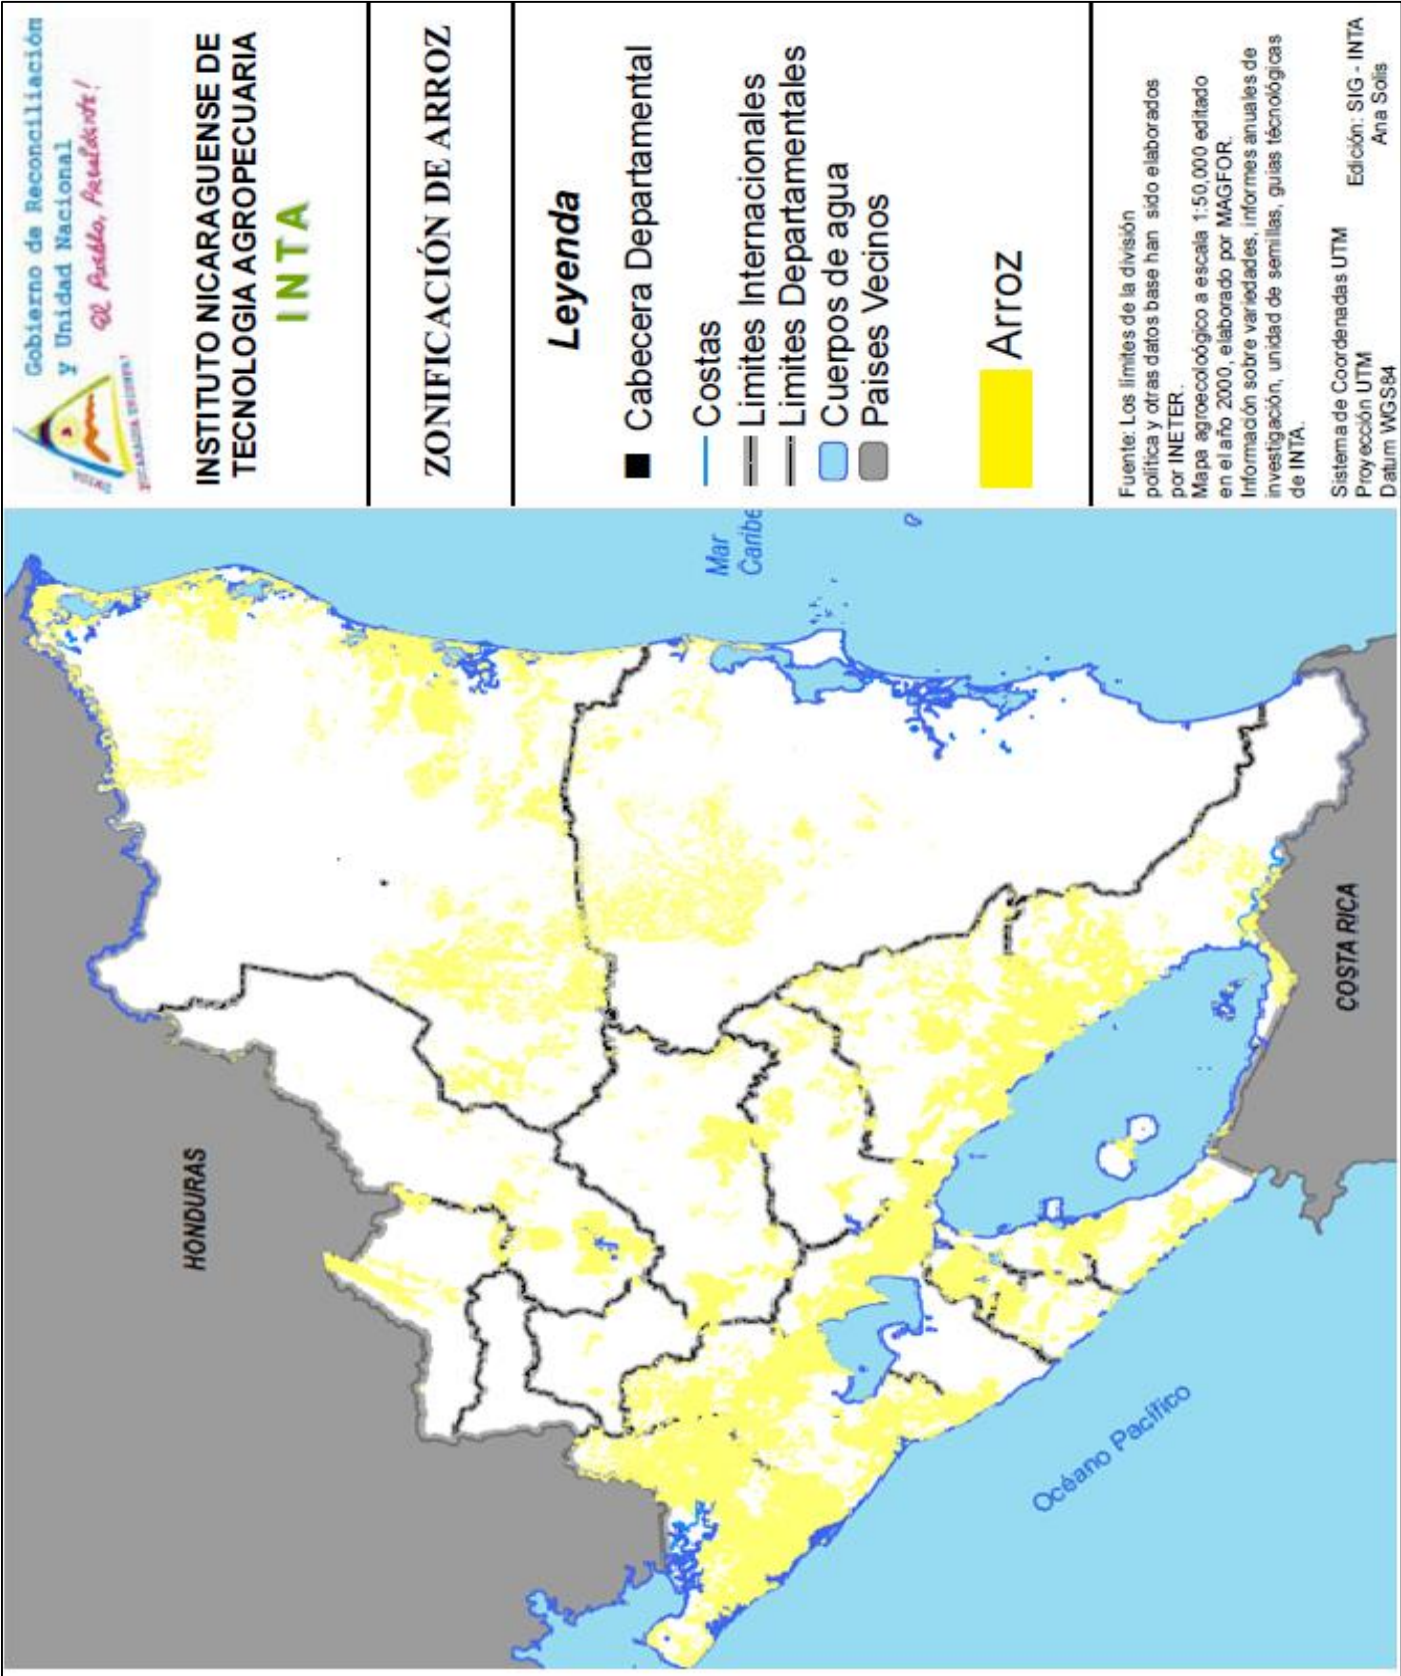 Gobierno de Reconciliación
y Unidad Nacional
El Pueblo, Presidente!
INSTITUTO NICARAGUENSE DE
TECNOLOGIA AGROPECUARIA
INTA
ZONIFICACIÓN DE ARROZ
Leyenda
Cabecera Departamental
Costas
Limites Internacionales
Limites Departamentales
Cuerpos de agua
Paises Vecinos
Arroz
Fuente: Los límites de la división
política y otras datos base han sido elaborados
por INETER.
Mapa agroecoloógico a escala 1:50,000 editado
en el año 2000, elaborado por MAGFOR.
Información sobre variedades, informes anuales de
investigación, unidad de semillas, guías técnológicas
de INTA.
Sistema de Coordenadas UTM
Proyección UTM
Datum WGS84
Edición: SIG - INTA
Ana Solis
HONDURAS
Mar
Caribe
COSTA RICA
Océano Pacífico